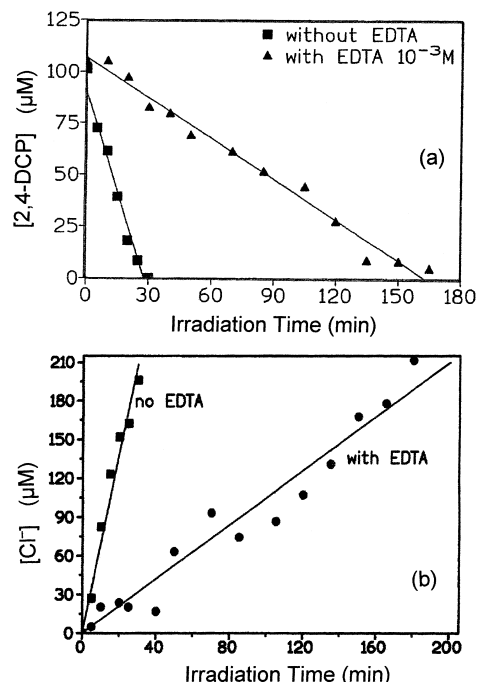 ■ without EDTA
▲ with EDTA 10⁻³M
(a)
[2,4-DCP] (μM)
125
100
75
50
25
0
0 30 60 90 120 150 180
Irradiation Time (min)
no EDTA
with EDTA
(b)
[Cl⁻] (μM)
210
180
150
120
90
60
30
0
0 40 80 120 160 200
Irradiation Time (min)